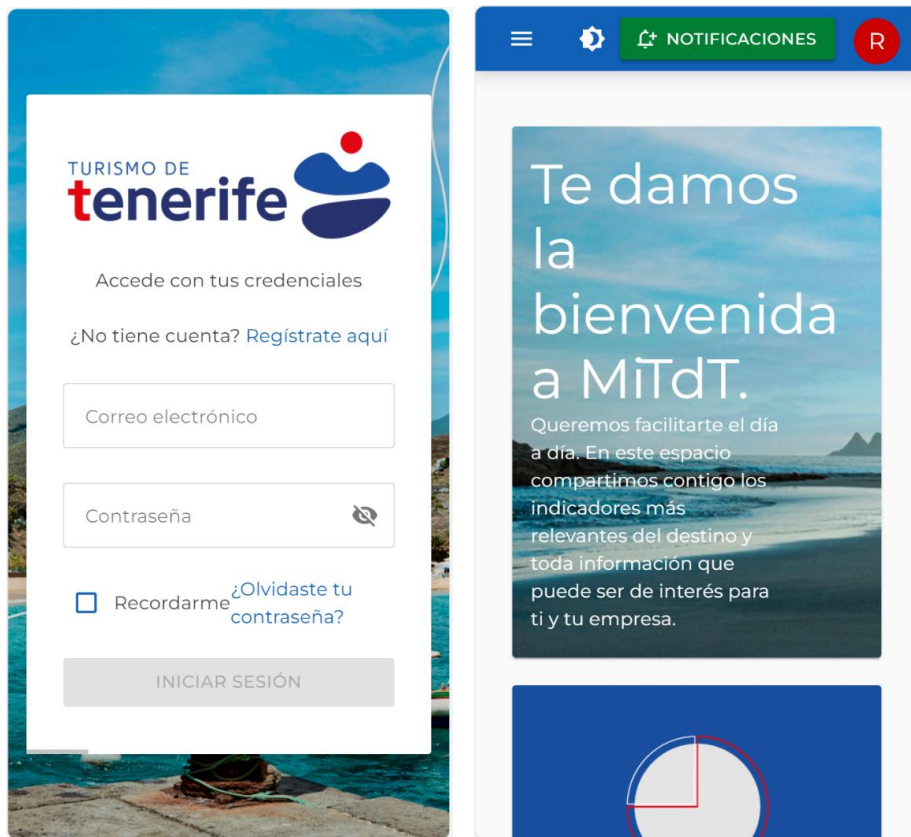 TURISMO DE
tenerife
Accede con tus credenciales
¿No tiene cuenta? Regístrate aquí
Correo electrónico
Contraseña
Recordarme
¿Olvidaste tu
contraseña?
INICIAR SESIÓN
NOTIFICACIONES
R
Te damos
la
bienvenida
a MiTdT.
Queremos facilitarte el día
a día. En este espacio
compartimos contigo los
indicadores más
relevantes del destino y
toda información que
puede ser de interés para
ti y tu empresa.